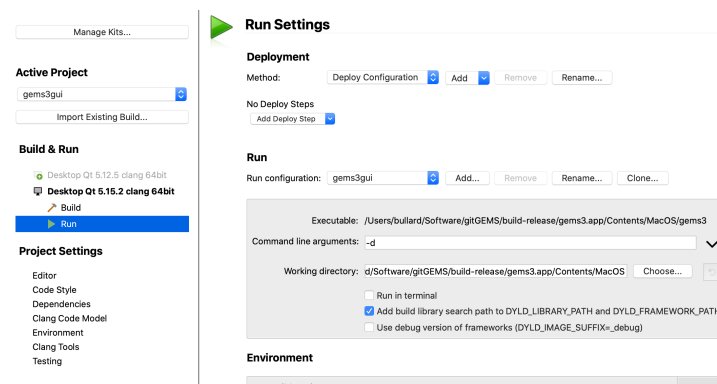 Manage Kits...
Active Project
gems3gui
Import Existing Build...
Build & Run
Desktop Qt 5.12.5 clang 64bit
Desktop Qt 5.15.2 clang 64bit
Build
Run
Project Settings
Editor
Code Style
Dependencies
Clang Code Model
Environment
Clang Tools
Testing
Run Settings
Deployment
Method: Deploy Configuration Add Remove Rename...
No Deploy Steps
Add Deploy Step
Run
Run configuration: gems3gui Add... Remove Rename... Clone...
Executable: /Users/bullard/Software/gitGEMS/build-release/gems3.app/Contents/MacOS/gems3
Command line arguments: -d
Working directory: d/Software/gitGEMS/build-release/gems3.app/Contents/MacOS Choose...
Run in terminal
Add build library search path to DYLD_LIBRARY_PATH and DYLD_FRAMEWORK_PATH
Use debug version of frameworks (DYLD_IMAGE_SUFFIX=_debug)
Environment